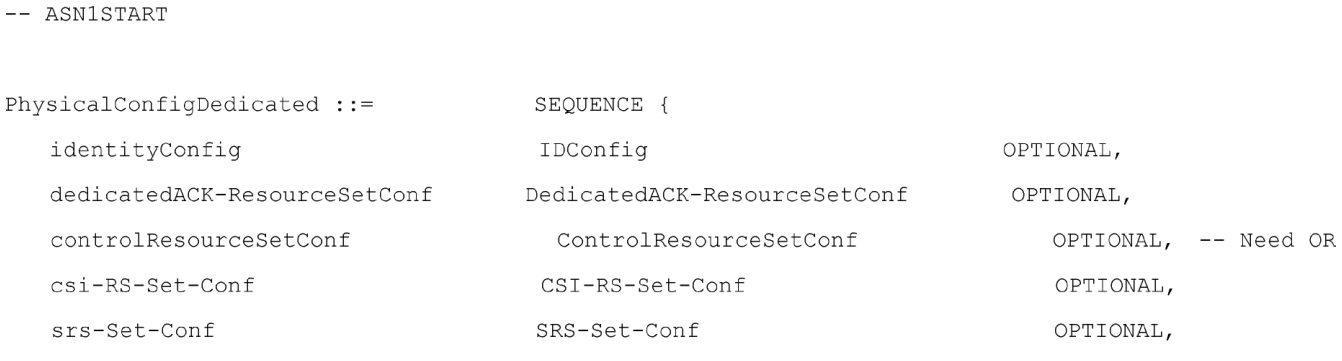 -- ASN1START
PhysicalConfigDedicated ::= SEQUENCE {
identityConfig IDConfig OPTIONAL,
dedicatedACK-ResourceSetConf DedicatedACK-ResourceSetConf OPTIONAL,
controlResourceSetConf ControlResourceSetConf OPTIONAL, -- Need OR
csi-RS-Set-Conf CSI-RS-Set-Conf OPTIONAL,
srs-Set-Conf SRS-Set-Conf OPTIONAL,